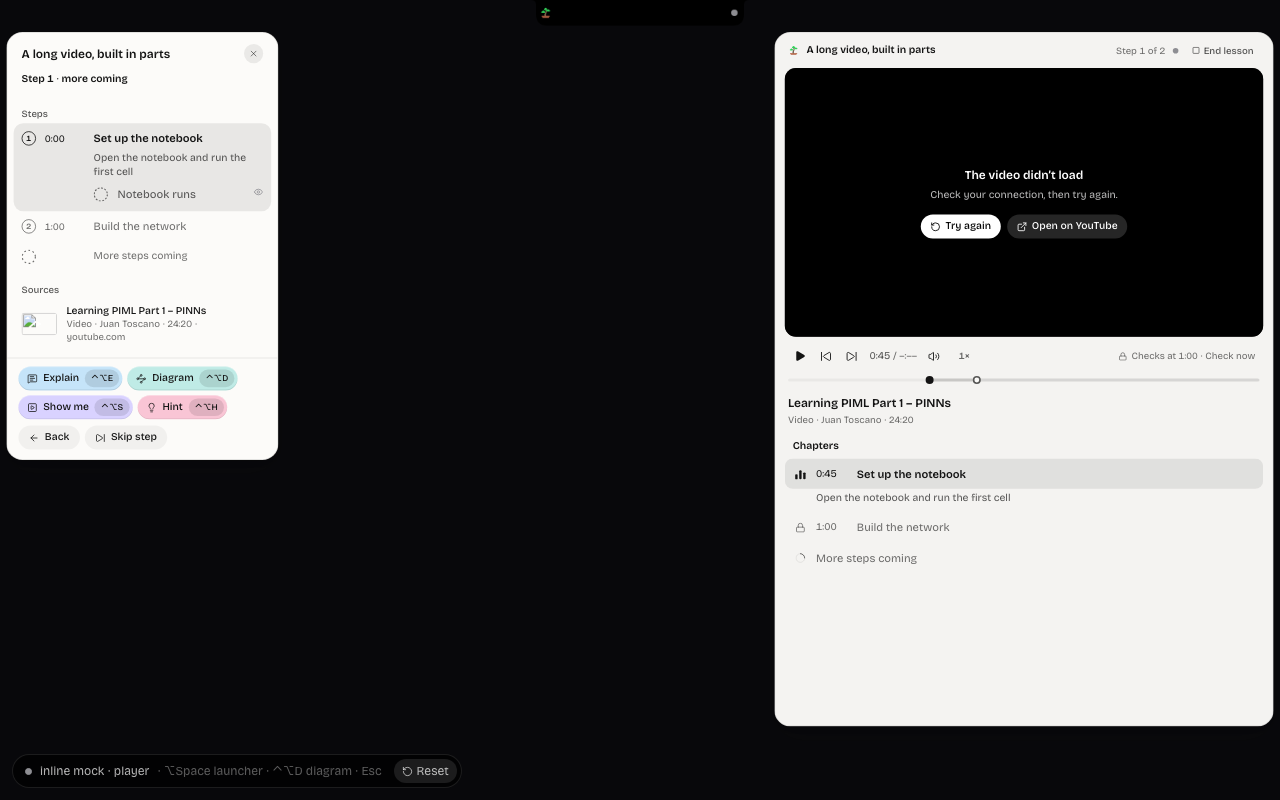 A long video, built in parts
Step 1 · more coming
Steps
1 0:00 Set up the notebook
Open the notebook and run the
first cell
Notebook runs
2 1:00 Build the network
More steps coming
Sources
Learning PIML Part 1 – PINNs
Video · Juan Toscano · 24:20 ·
youtube.com
Explain ^⌥E Diagram ^⌥D
Show me ^⌥S Hint ^⌥H
Back Skip step
A long video, built in parts Step 1 of 2 End lesson
The video didn’t load
Check your connection, then try again.
Try again Open on YouTube
0:45 / –:–– 1× Checks at 1:00 · Check now
Learning PIML Part 1 – PINNs
Video · Juan Toscano · 24:20
Chapters
0:45 Set up the notebook
Open the notebook and run the first cell
1:00 Build the network
More steps coming
inline mock · player · ⌥Space launcher · ^⌥D diagram · Esc Reset